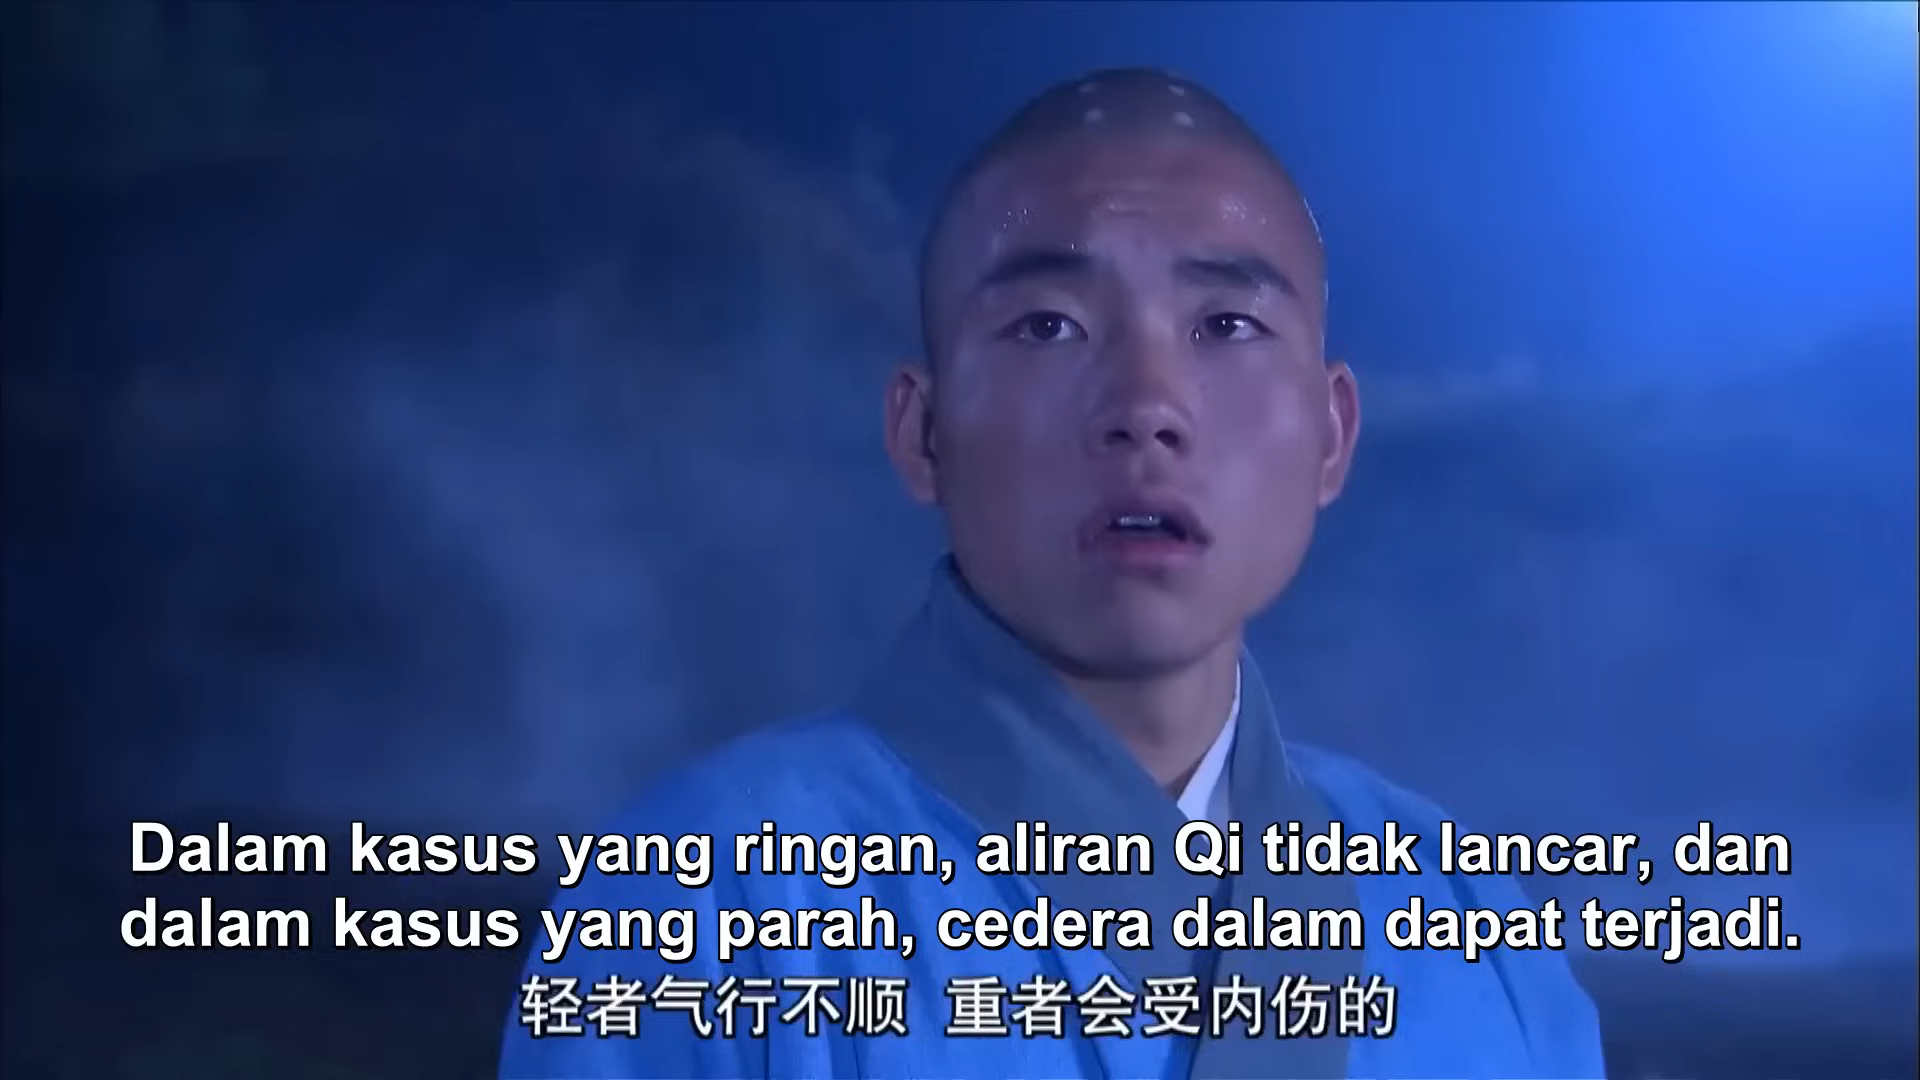 Dalam kasus yang ringan, aliran Qi tidak lancar, dan
dalam kasus yang parah, cedera dalam dapat terjadi.
轻者气行不顺 重者会受内伤的